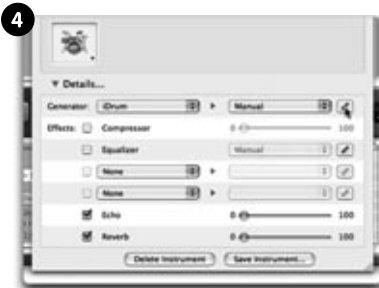 4
Details...
Generator: iDrum Manual
Effects: Compressor 0 100
Equalizer Manual
None
None
Echo 0 100
Reverb 0 100
Delete Instrument Save Instrument...